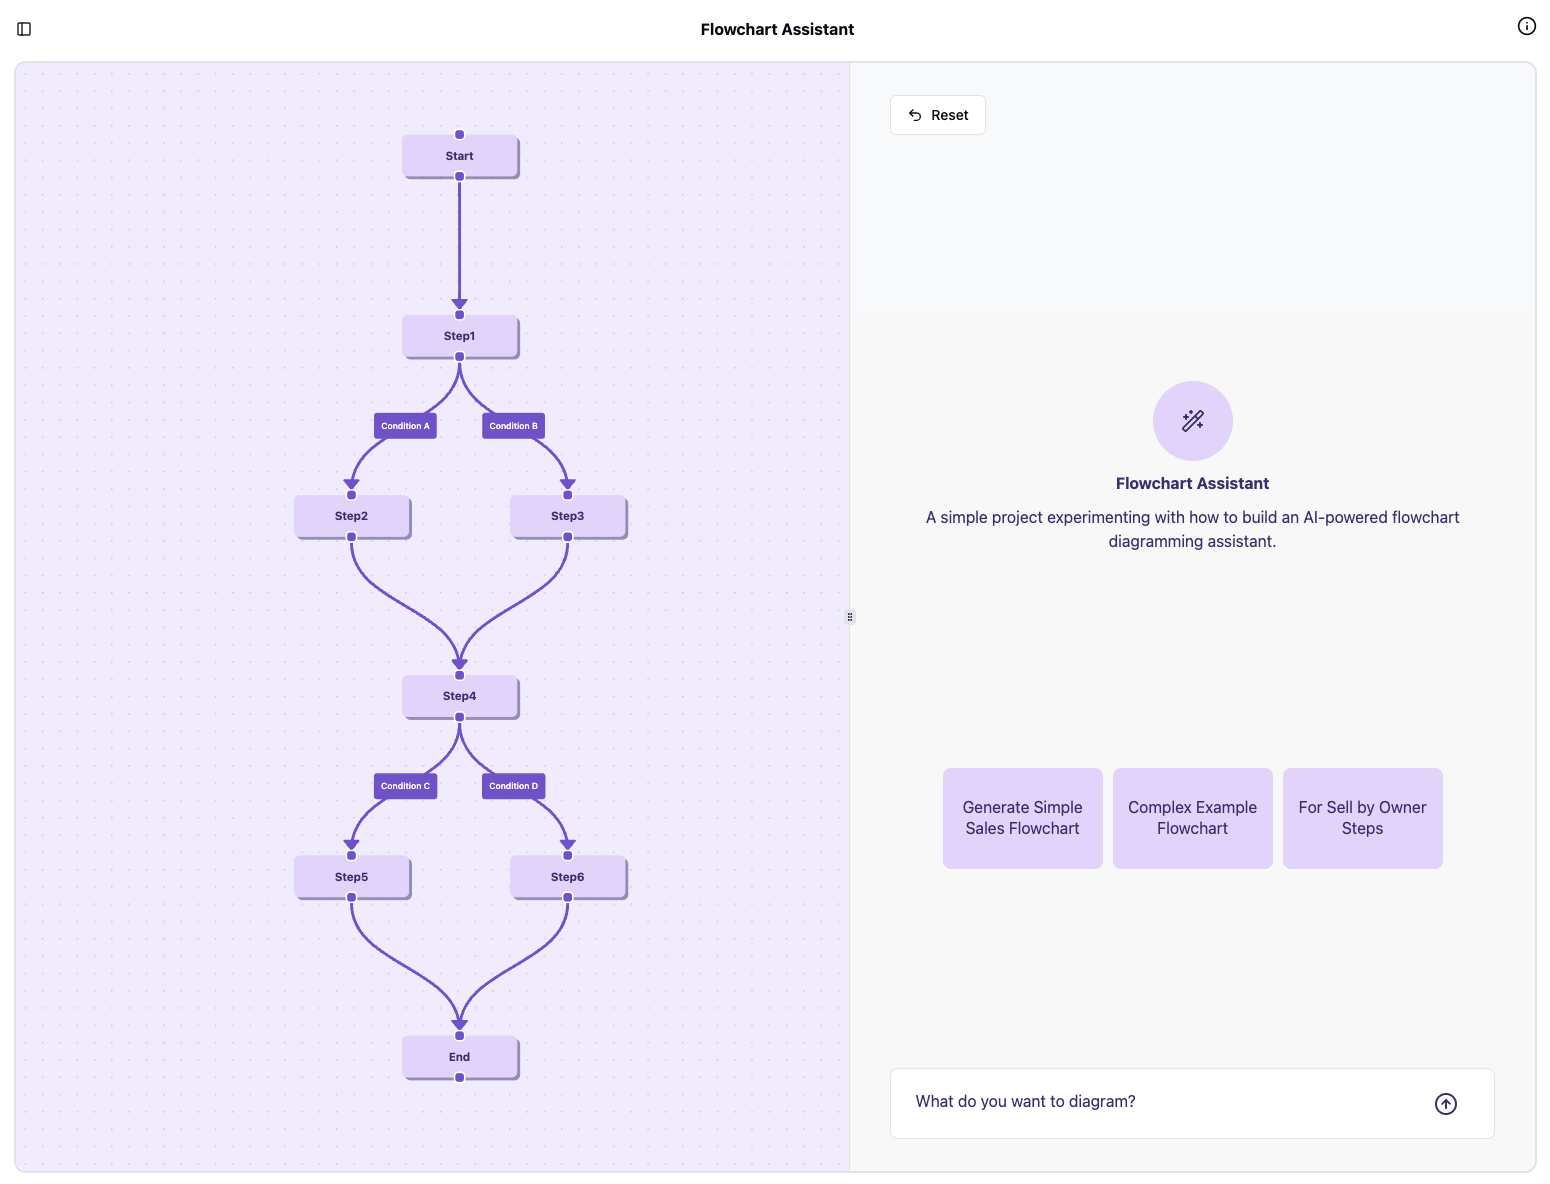 Flowchart Assistant
Start
Step1
Condition A
Condition B
Step2
Step3
Step4
Condition C
Condition D
Step5
Step6
End
Reset
Flowchart Assistant
A simple project experimenting with how to build an AI-powered flowchart
diagramming assistant.
Generate Simple
Sales Flowchart
Complex Example
Flowchart
For Sell by Owner
Steps
What do you want to diagram?